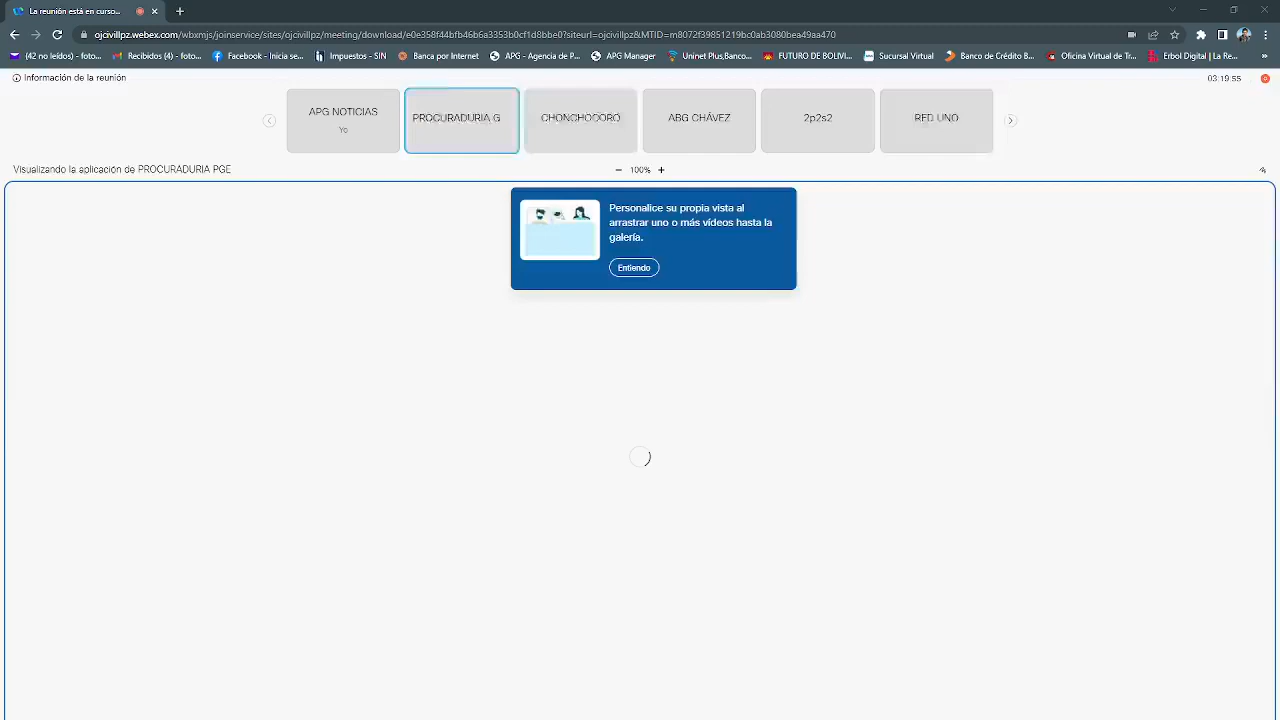 La reunión está en curso...
ojcivillpz.webex.com/wbxmjs/joinservice/sites/ojcivillpz/meeting/download/e0e358f44bfb46b6a3353b0cf1d8bbe0?siteurl=ojcivillpz&MTID=m8072f39851219bc0ab3080bea49aa470
(42 no leídos) - foto...
Recibidos (4) - foto...
Facebook - Inicia se...
Impuestos - SIN
Banca por Internet
APG - Agencia de P...
APG Manager
Uninet Plus,Banco...
FUTURO DE BOLIVI...
Sucursal Virtual
Banco de Crédito B...
Oficina Virtual de Tr...
Erbol Digital | La Re...
Información de la reunión
03:19:55
APG NOTICIAS
Yo
PROCURADURIA G
CHONCHOCORO
ABG CHÁVEZ
2p2s2
RED UNO
Visualizando la aplicación de PROCURADURIA PGE
100%
Personalice su propia vista al
arrastrar uno o más vídeos hasta la
galería.
Entiendo